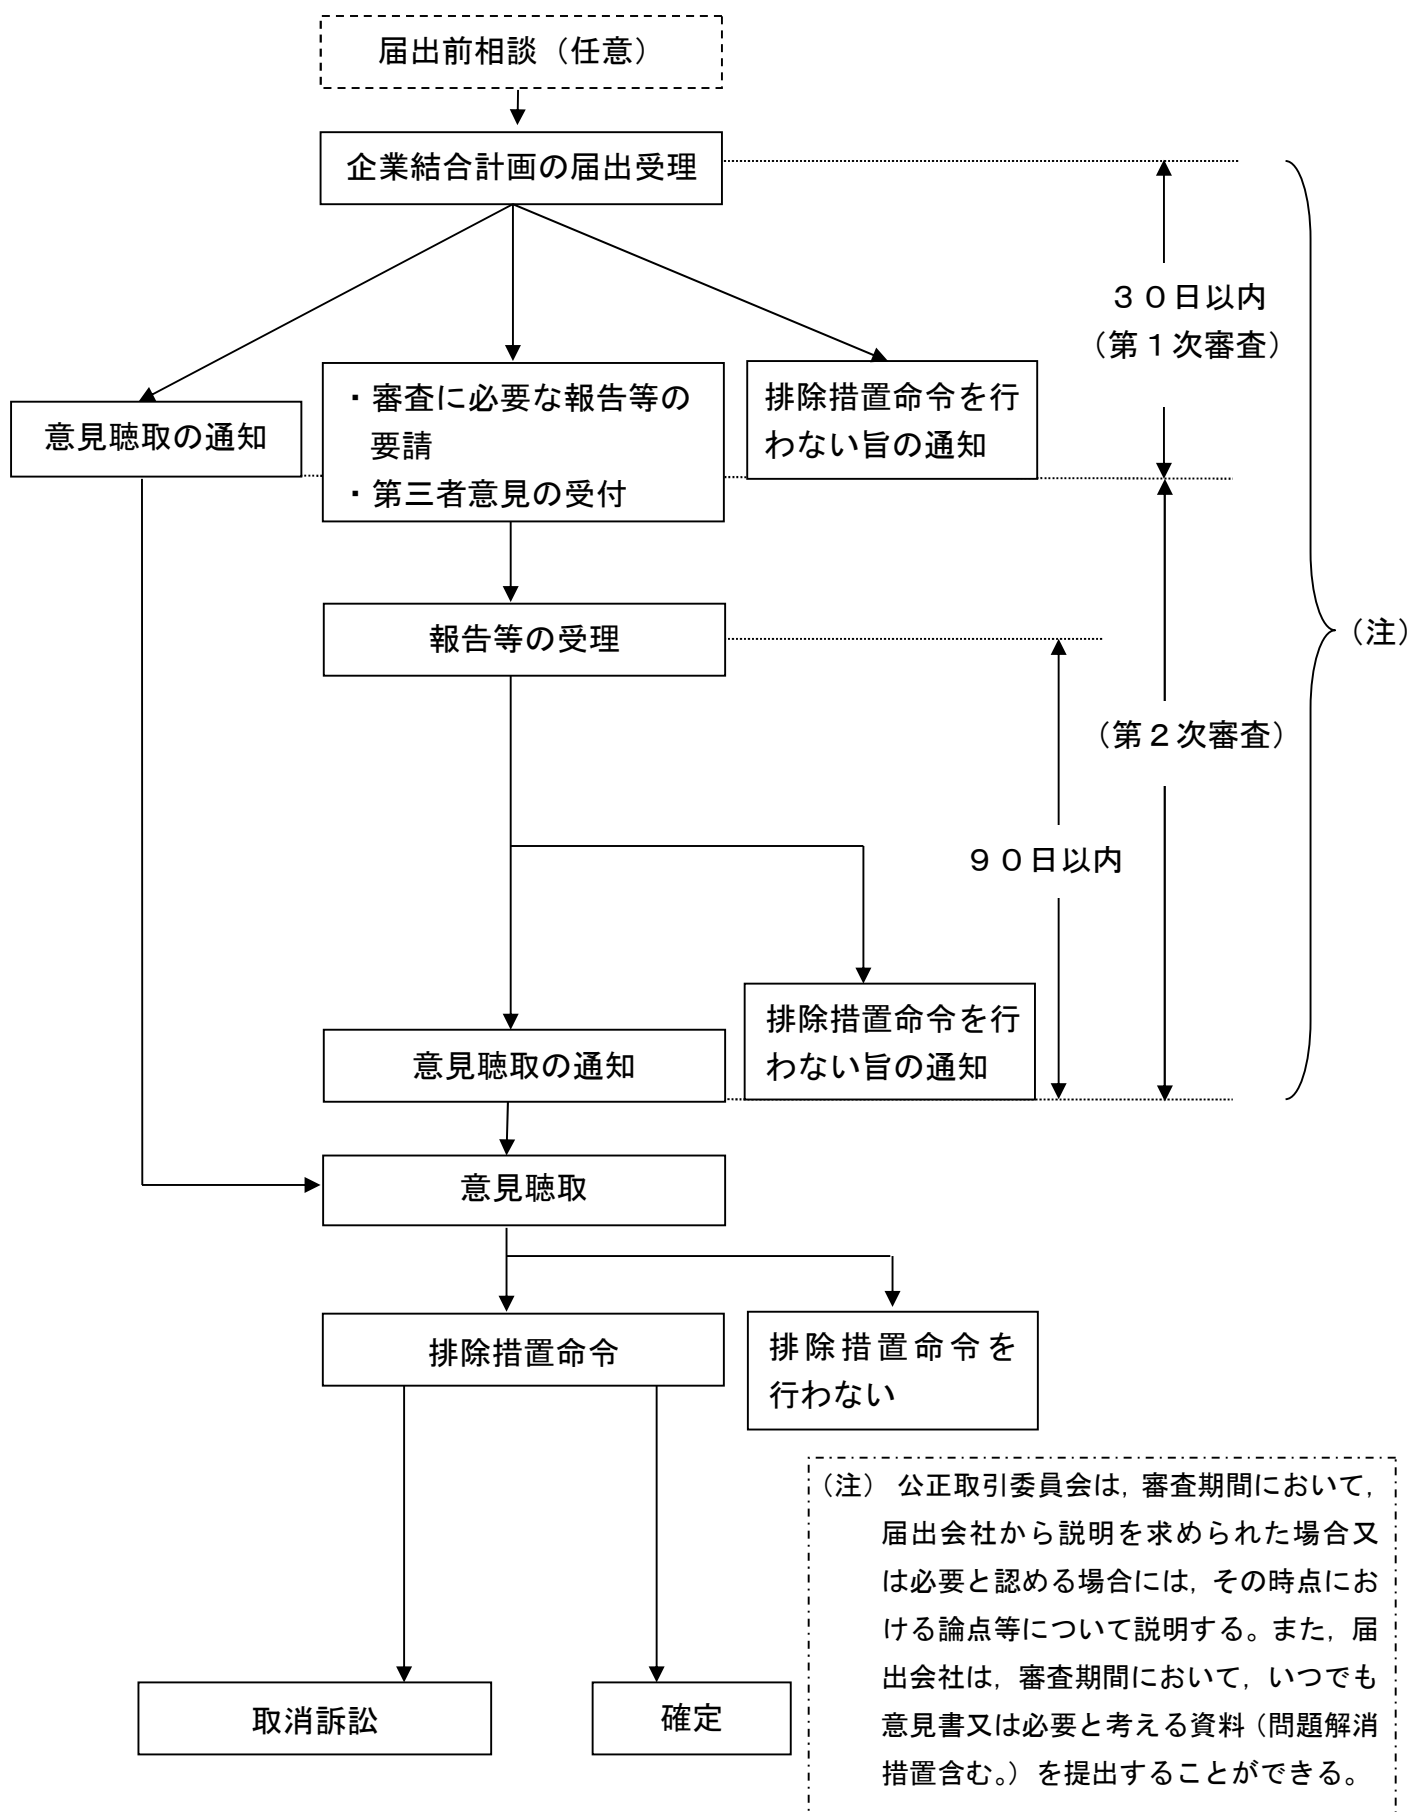 届出前相談（任意）
企業結合計画の届出受理
３０日以内
（第１次審査）
意見聴取の通知
・審査に必要な報告等の
要請
・第三者意見の受付
排除措置命令を行
わない旨の通知
報告等の受理
（注）
（第２次審査）
９０日以内
意見聴取の通知
排除措置命令を行
わない旨の通知
意見聴取
排除措置命令
排除措置命令を
行わない
取消訴訟
確定
（注） 公正取引委員会は，審査期間において，
届出会社から説明を求められた場合又
は必要と認める場合には，その時点にお
ける論点等について説明する。また，届
出会社は，審査期間において，いつでも
意見書又は必要と考える資料（問題解消
措置含む。）を提出することができる。